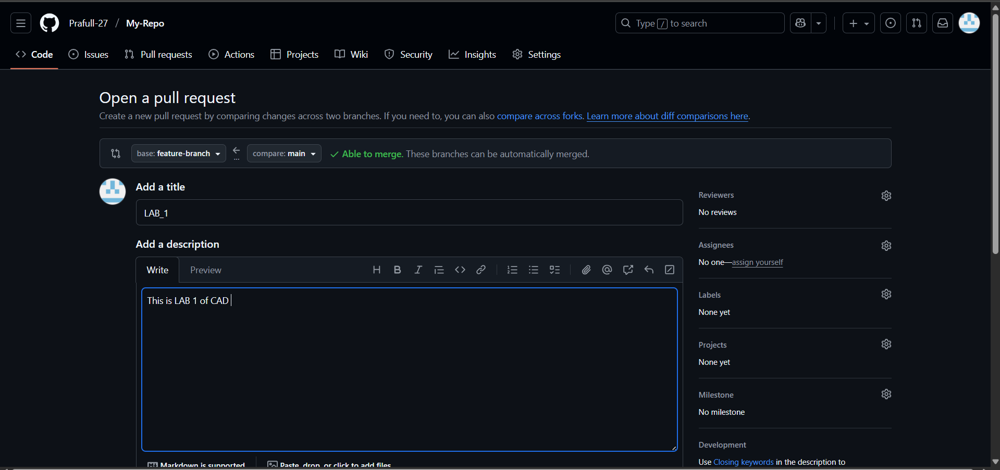 Prafull-27 / My-Repo
Type / to search
Code Issues Pull requests Actions Projects Wiki Security Insights Settings
Open a pull request
Create a new pull request by comparing changes across two branches. If you need to, you can also compare across forks. Learn more about diff comparisons here.
base: feature-branch ... compare: main Able to merge. These branches can be automatically merged.
Add a title
LAB_1
Add a description
Write Preview
This is LAB 1 of CAD
Markdown is supported Paste, drop, or click to add files
Reviewers
No reviews
Assignees
No one—assign yourself
Labels
None yet
Projects
None yet
Milestone
No milestone
Development
Use Closing keywords in the description to